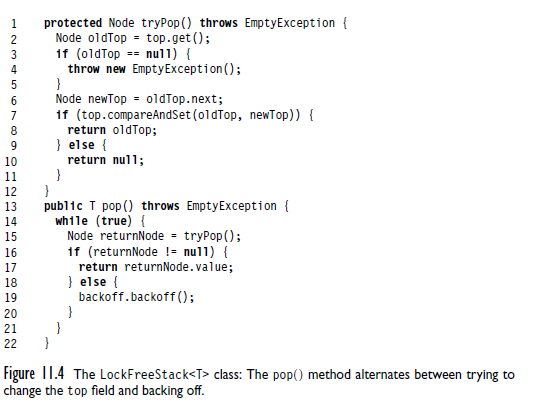 1 protected Node tryPop() throws EmptyException {
2 Node oldTop = top.get();
3 if (oldTop == null) {
4 throw new EmptyException();
5 }
6 Node newTop = oldTop.next;
7 if (top.compareAndSet(oldTop, newTop)) {
8 return oldTop;
9 } else {
10 return null;
11 }
12 }
13 public T pop() throws EmptyException {
14 while (true) {
15 Node returnNode = tryPop();
16 if (returnNode != null) {
17 return returnNode.value;
18 } else {
19 backoff.backoff();
20 }
21 }
22 }
Figure 11.4 The LockFreeStack<T> class: The pop() method alternates between trying to
change the top field and backing off.